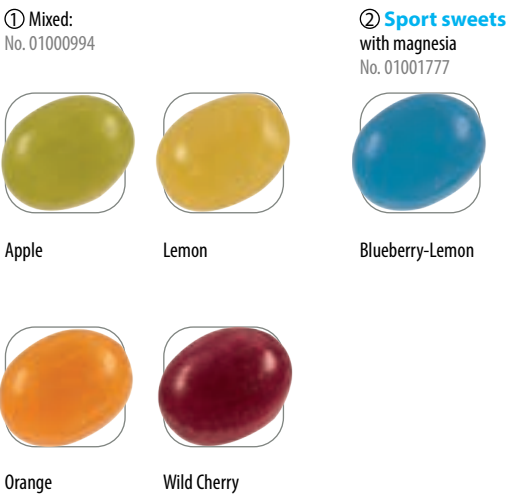 ① Mixed:
No. 01000994
② Sport sweets
with magnesia
No. 01001777
Apple
Lemon
Blueberry-Lemon
Orange
Wild Cherry